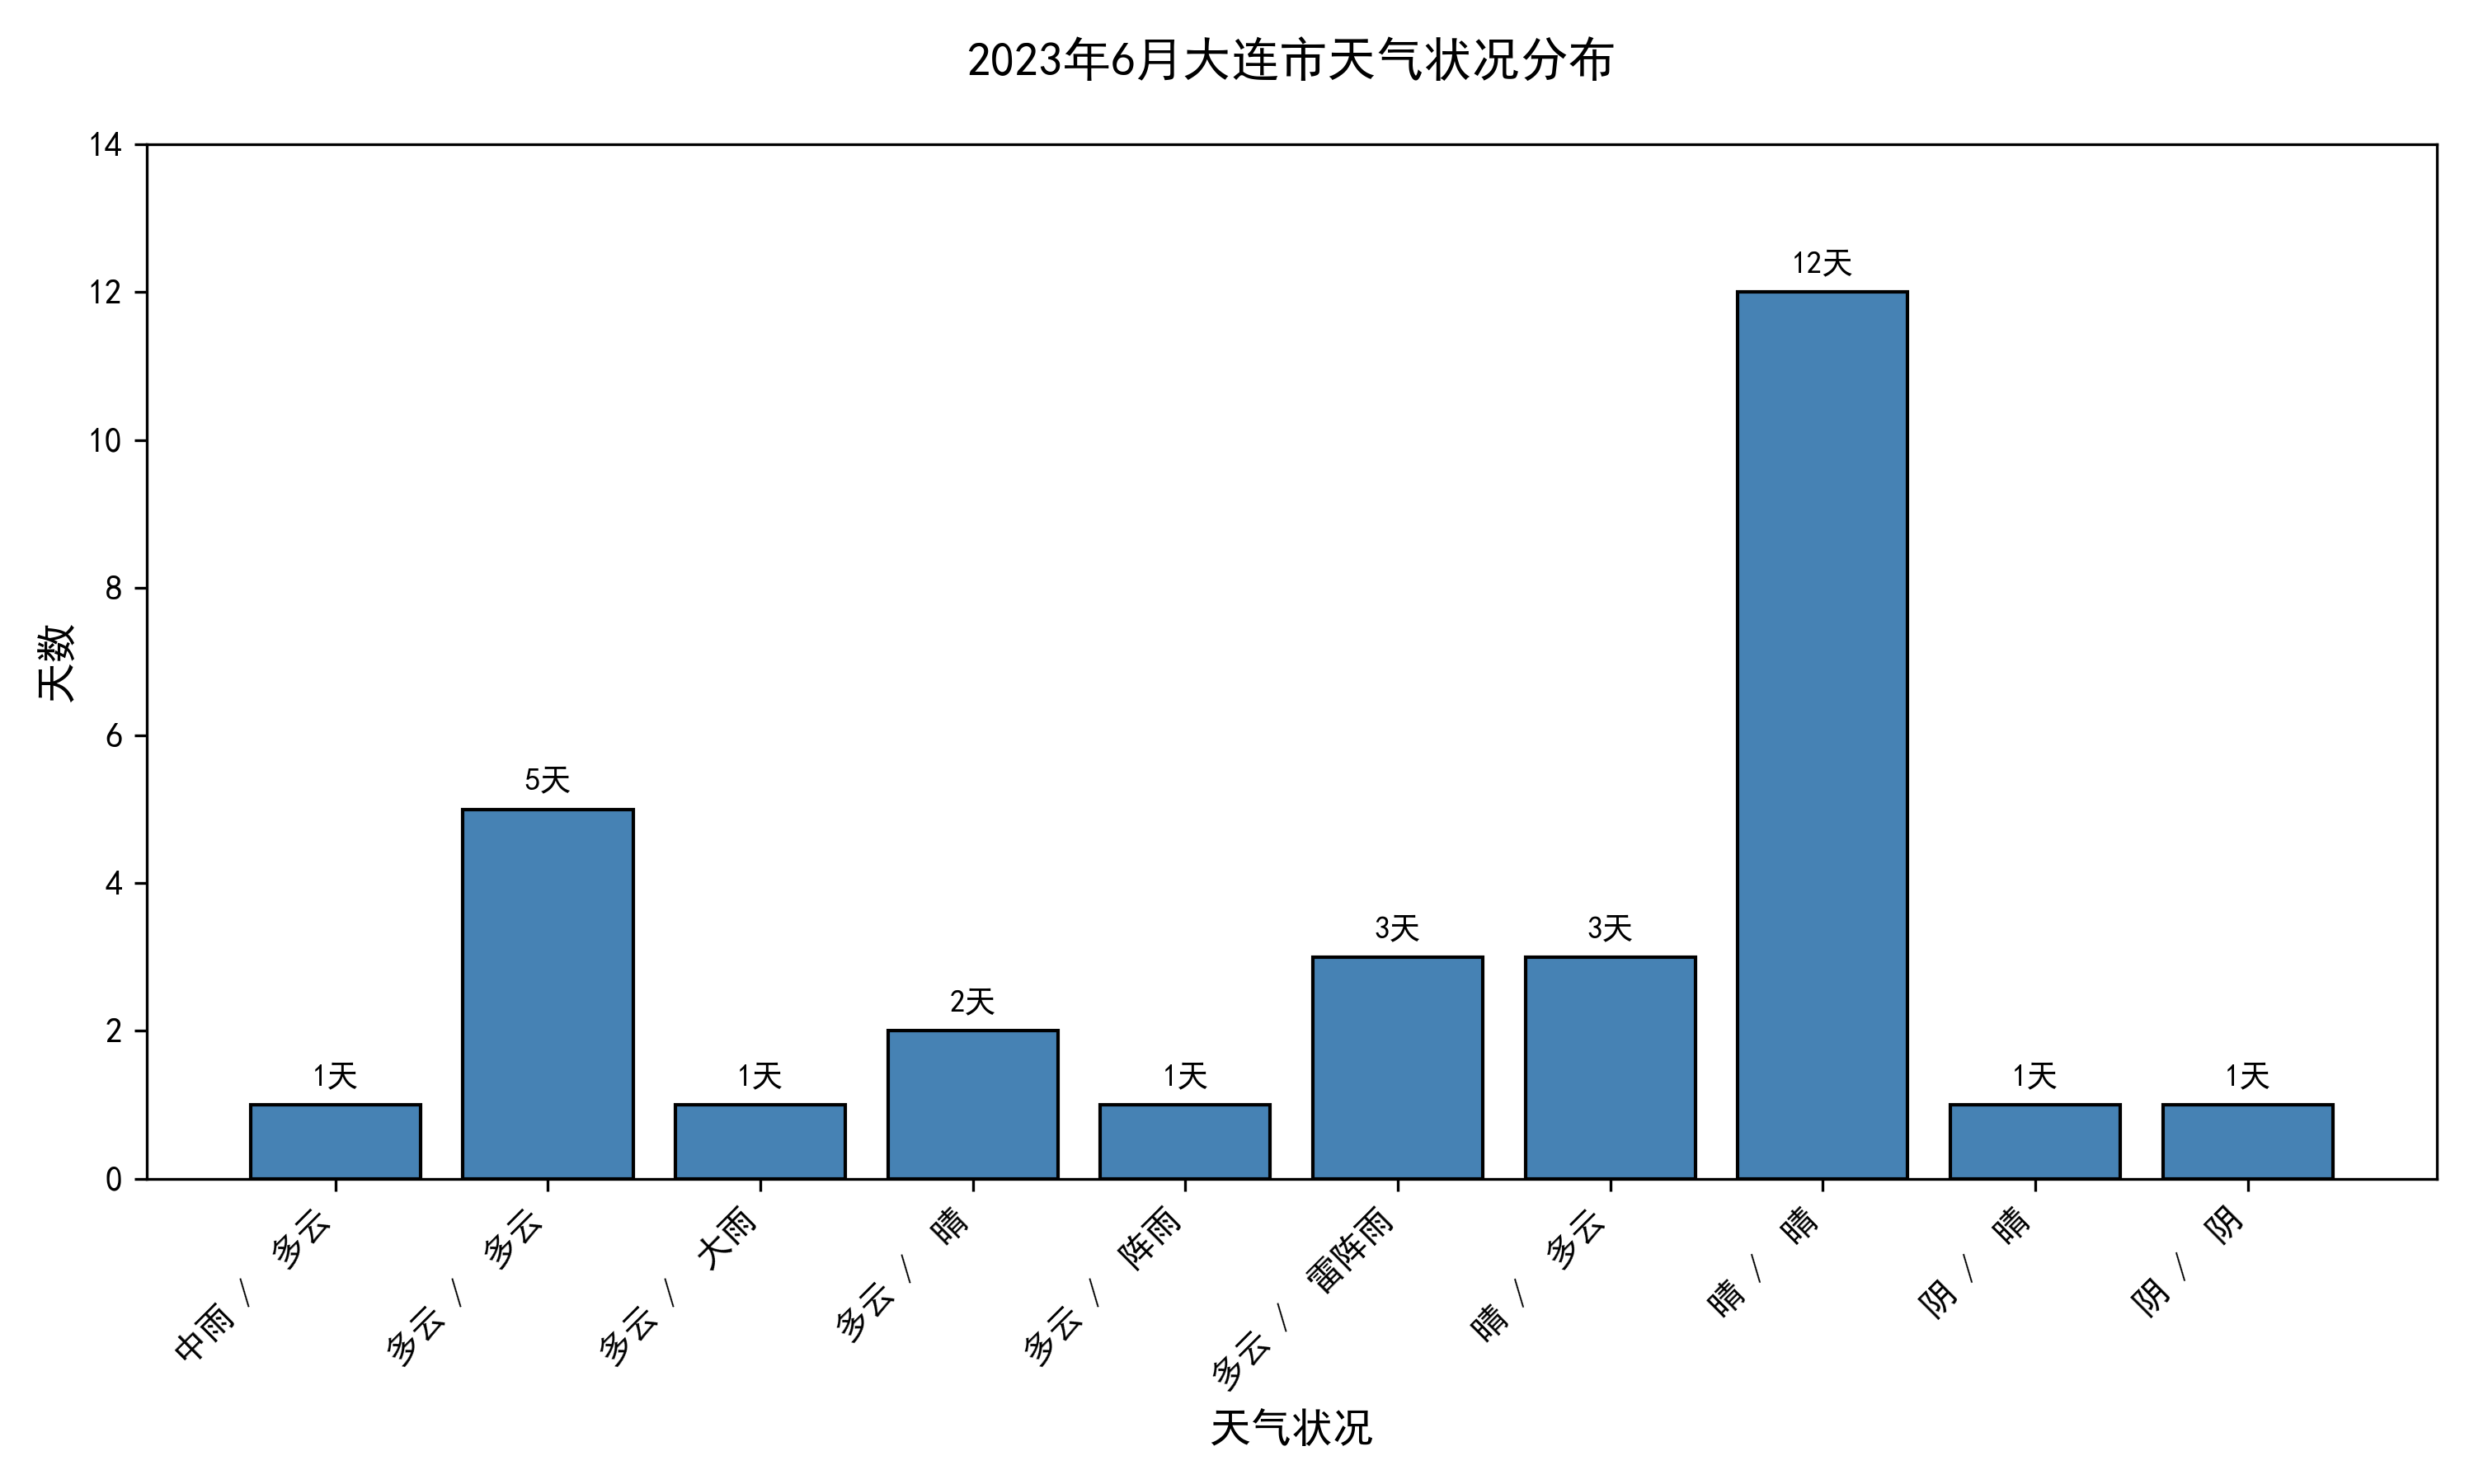 2023年6月大连市天气状况分布
天数
14
12
10
8
6
4
2
0
1天
5天
1天
2天
1天
3天
3天
12天
1天
1天
中雨 / 多云
多云 / 多云
多云 / 大雨
多云 / 晴
多云 / 阵雨
多云 / 雷阵雨
晴 / 多云
晴 / 晴
阴 / 晴
阴 / 阴
天气状况